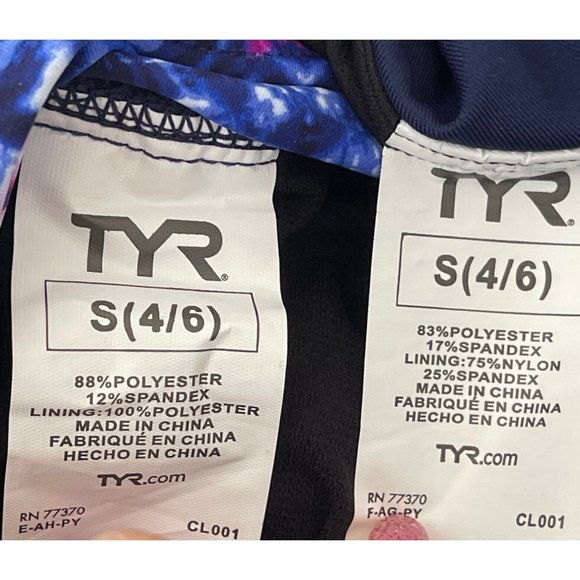 TYR®
S(4/6)
88%POLYESTER
12%SPANDEX
LINING:100%POLYESTER
MADE IN CHINA
FABRIQUÉ EN CHINA
HECHO EN CHINA
TYR.com
RN 77370
E-AH-PY
CL001
TYR®
S(4/6)
83%POLYESTER
17%SPANDEX
LINING:75%NYLON
25%SPANDEX
MADE IN CHINA
FABRIQUÉ EN CHINA
HECHO EN CHINA
TYR.com
RN 77370
F-AG-PY
CL001